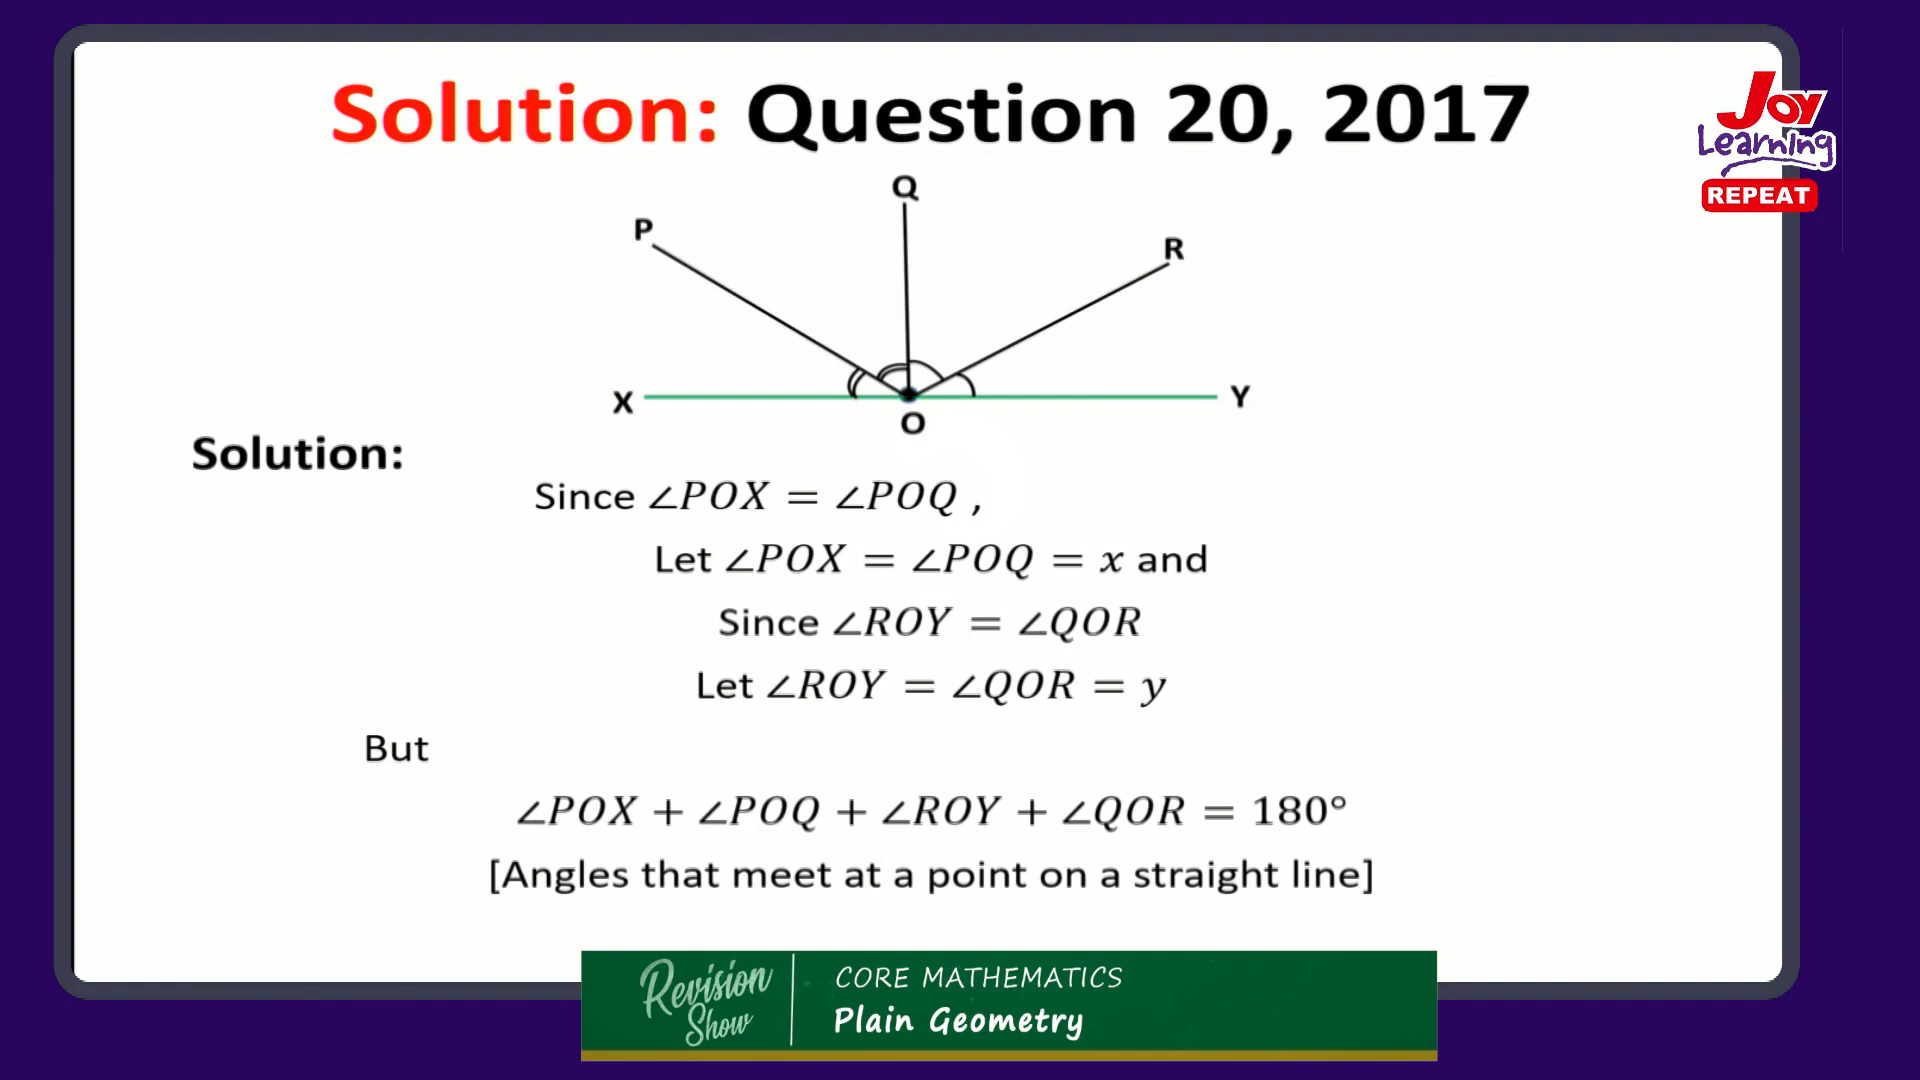 Solution: Question 20, 2017
Joy
Learning
REPEAT
Q
P
R
X
Y
O
Solution:
Since ∠POX = ∠POQ ,
Let ∠POX = ∠POQ = x and
Since ∠ROY = ∠QOR
Let ∠ROY = ∠QOR = y
But
∠POX + ∠POQ + ∠ROY + ∠QOR = 180°
[Angles that meet at a point on a straight line]
Revision
Show
CORE MATHEMATICS
Plain Geometry